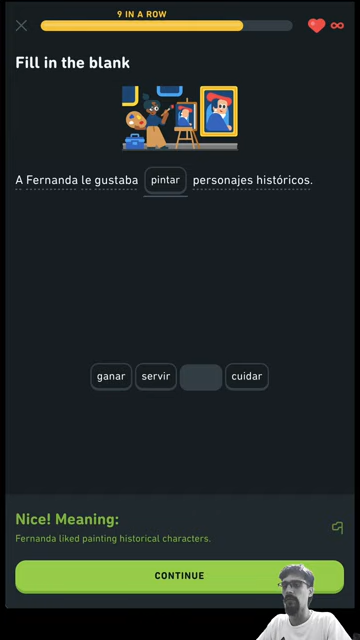 9 IN A ROW
Fill in the blank
A Fernanda le gustaba pintar personajes históricos.
ganar servir cuidar
Nice! Meaning:
Fernanda liked painting historical characters.
CONTINUE